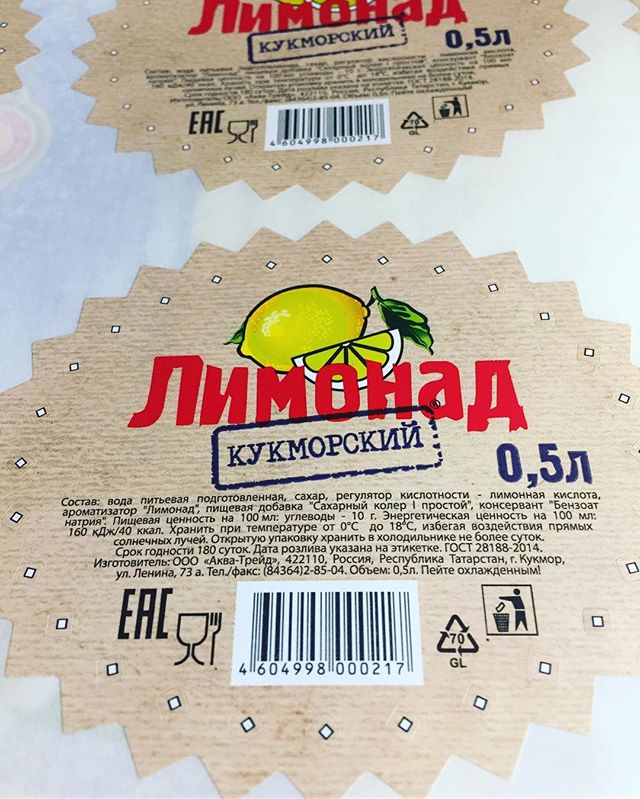 Лимонад
КУКМОРСКИЙ
0,5л
EAC
4 604998 000217
70
GL
Лимонад
®
КУКМОРСКИЙ
0,5л
Состав: вода питьевая подготовленная, сахар, регулятор кислотности - лимонная кислота,
ароматизатор "Лимонад", пищевая добавка "Сахарный колер I простой", консервант "Бензоат
натрия". Пищевая ценность на 100 мл: углеводы - 10 г. Энергетическая ценность на 100 мл:
160 кДж/40 ккал. Хранить при температуре от 0°С до 18°С, избегая воздействия прямых
солнечных лучей. Открытую упаковку хранить в холодильнике не более суток.
Срок годности 180 суток. Дата розлива указана на этикетке. ГОСТ 28188-2014.
Изготовитель: ООО «Аква-Трейд», 422110, Россия, Республика Татарстан, г. Кукмор,
ул. Ленина, 73 а. Тел./факс: (84364)2-85-04. Объем: 0,5л. Пейте охлажденным!
EAC
4 604998 000217
70
GL